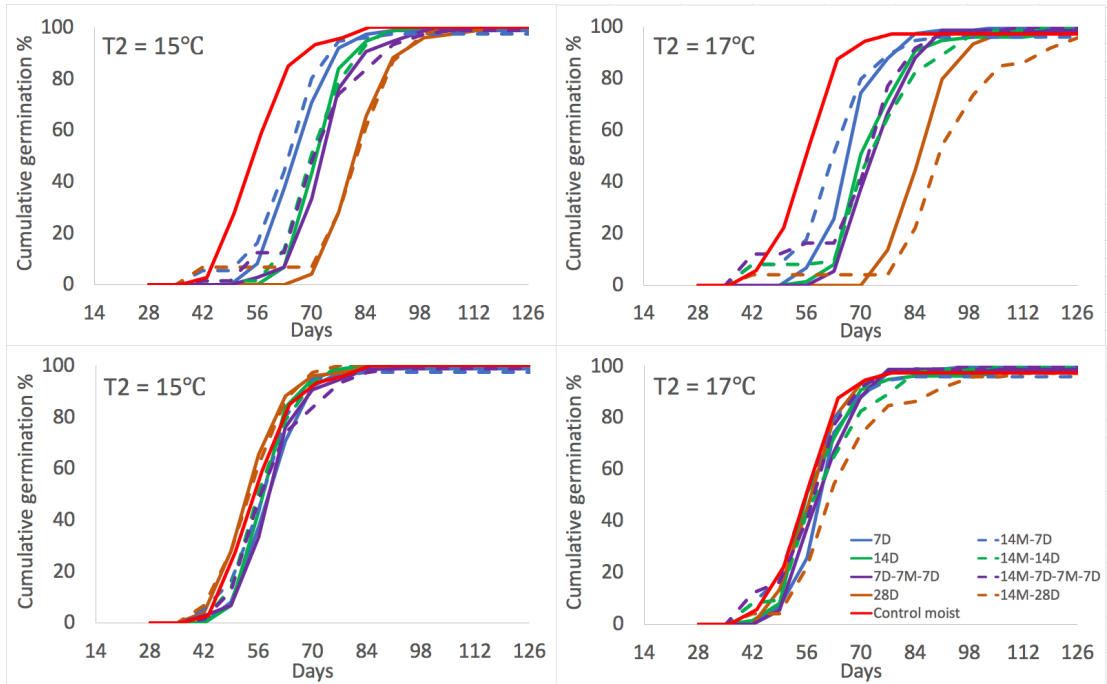 T2 = 15°C
Cumulative germination %
100
80
60
40
20
0
14 28 42 56 70 84 98 112 126
Days
T2 = 17°C
Cumulative germination %
100
80
60
40
20
0
14 28 42 56 70 84 98 112 126
Days
T2 = 15°C
Cumulative germination %
100
80
60
40
20
0
14 28 42 56 70 84 98 112 126
Days
T2 = 17°C
Cumulative germination %
100
80
60
40
20
0
14 28 42 56 70 84 98 112 126
Days
7D 14M-7D
14D 14M-14D
7D-7M-7D 14M-7D-7M-7D
28D 14M-28D
Control moist